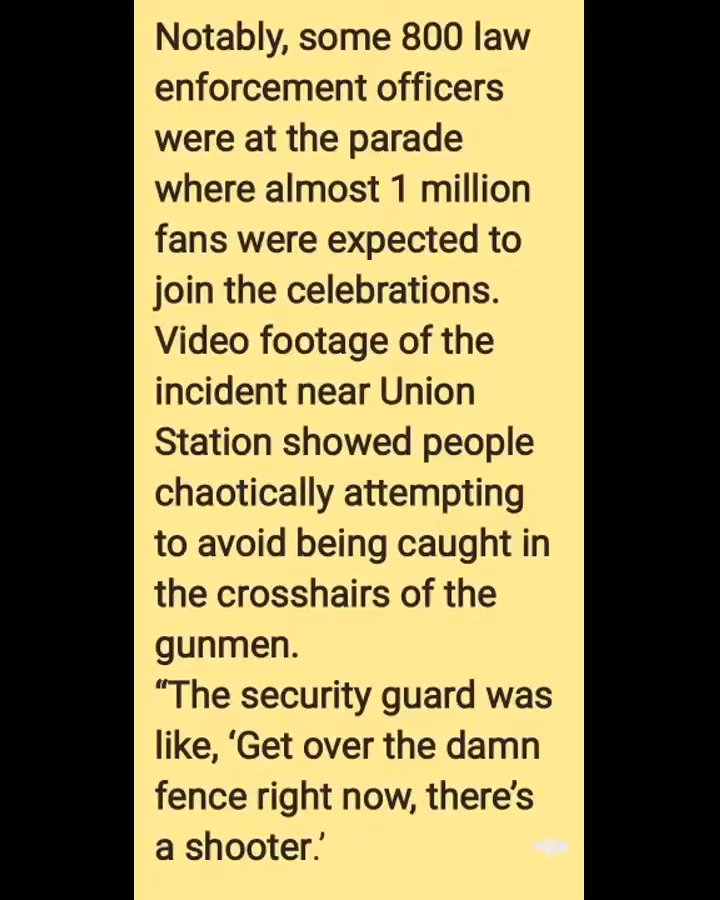 Notably, some 800 law
enforcement officers
were at the parade
where almost 1 million
fans were expected to
join the celebrations.
Video footage of the
incident near Union
Station showed people
chaotically attempting
to avoid being caught in
the crosshairs of the
gunmen.
“The security guard was
like, ‘Get over the damn
fence right now, there’s
a shooter.’